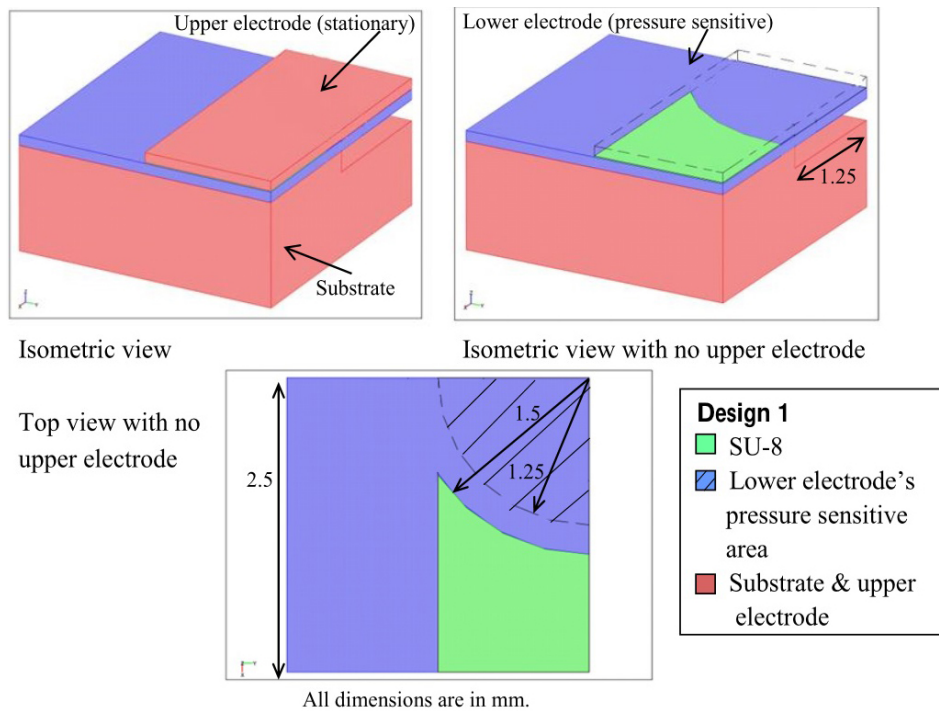 Upper electrode (stationary)
Substrate
Lower electrode (pressure sensitive)
1.25
Isometric view
Isometric view with no upper electrode
Top view with no
upper electrode
2.5
1.5
1.25
Design 1
SU-8
Lower electrode's
pressure sensitive
area
Substrate & upper
electrode
All dimensions are in mm.